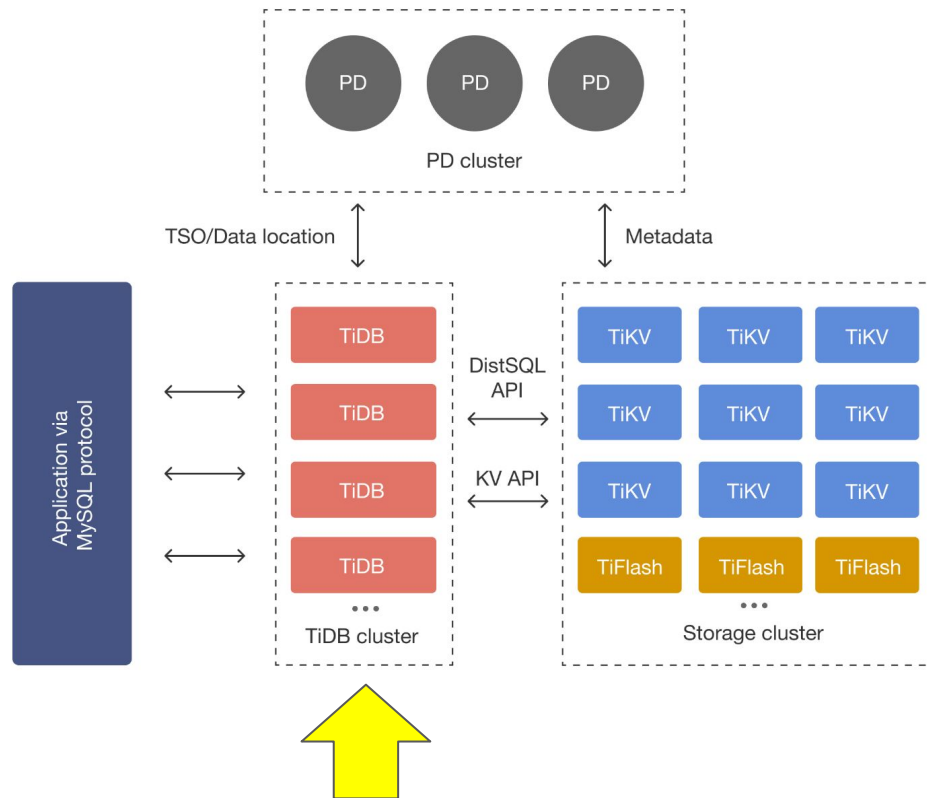 PD PD PD
PD cluster
TSO/Data location
Metadata
Application via
MySQL protocol
TiDB
TiDB
TiDB
TiDB
TiDB cluster
DistSQL
API
KV API
TiKV TiKV TiKV
TiKV TiKV TiKV
TiKV TiKV TiKV
TiFlash TiFlash TiFlash
Storage cluster